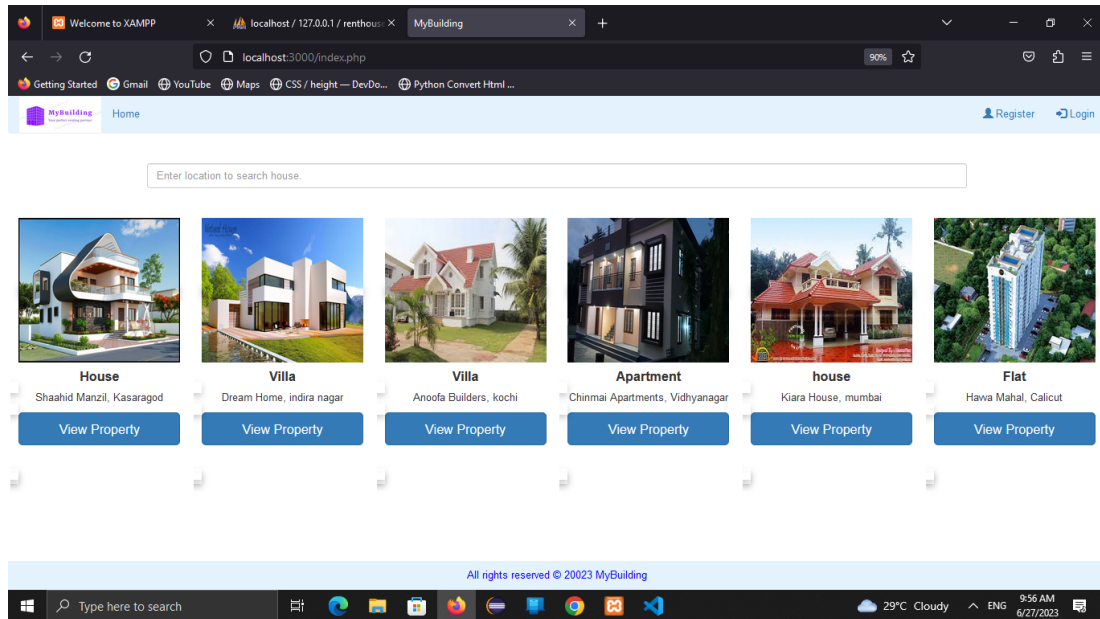 Welcome to XAMPP
localhost / 127.0.0.1 / renthouse
MyBuilding
localhost:3000/index.php
90%
Getting Started Gmail YouTube Maps CSS / height — DevDo... Python Convert Html ...
MyBuilding
Home
Register
Login
Enter location to search house.
House
Shaahid Manzil, Kasaragod
View Property
Villa
Dream Home, indira nagar
View Property
Villa
Anoofa Builders, kochi
View Property
Apartment
Chinmai Apartments, Vidhyanagar
View Property
house
Kiara House, mumbai
View Property
Flat
Hawa Mahal, Calicut
View Property
All rights reserved © 20023 MyBuilding
Type here to search
29°C Cloudy
ENG
9:56 AM
6/27/2023